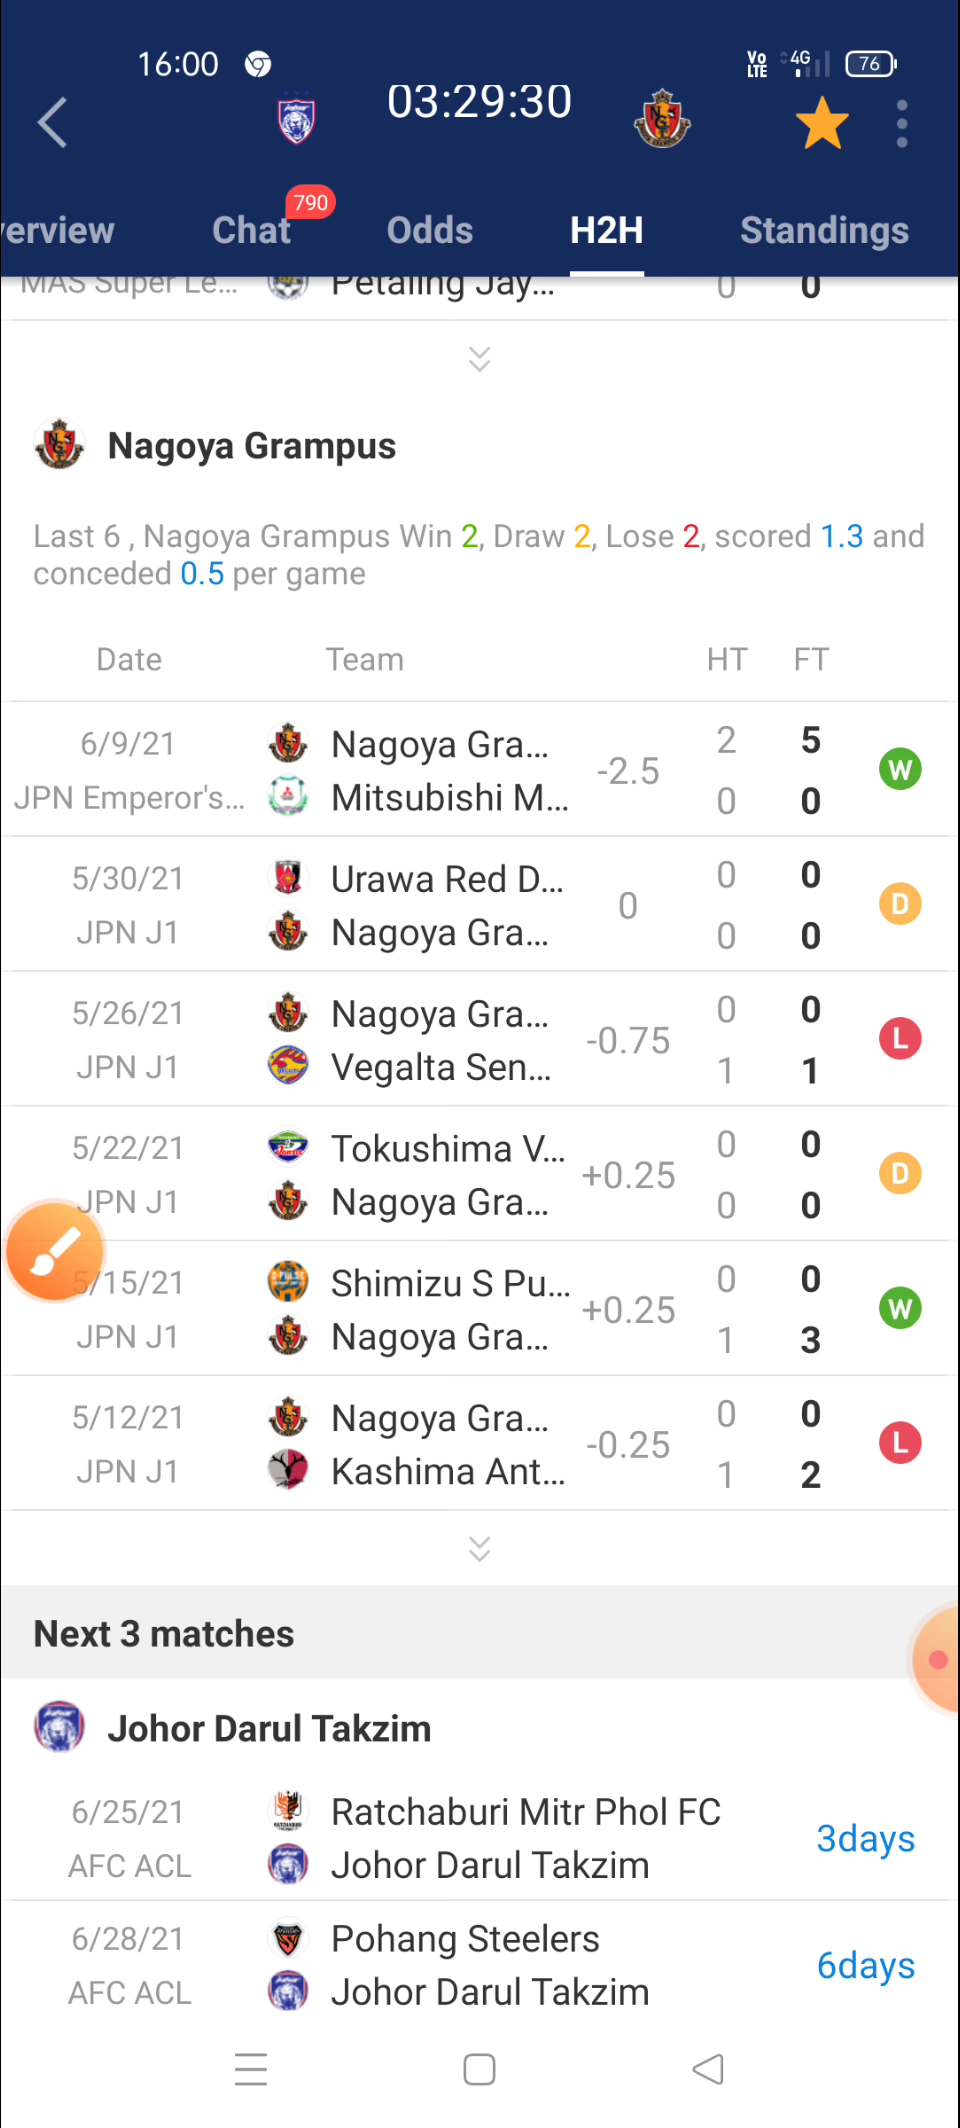 16:00 Vo LTE 4G 76
03:29:30
verview Chat 790 Odds H2H Standings
MAS Super Le... Petaling Jay... 0 0
Nagoya Grampus
Last 6 , Nagoya Grampus Win 2, Draw 2, Lose 2, scored 1.3 and
conceded 0.5 per game
Date Team HT FT
6/9/21 Nagoya Gra... -2.5 2 5 W
JPN Emperor's... Mitsubishi M... 0 0
5/30/21 Urawa Red D... 0 0 0 D
JPN J1 Nagoya Gra... 0 0
5/26/21 Nagoya Gra... -0.75 0 0 L
JPN J1 Vegalta Sen... 1 1
5/22/21 Tokushima V... +0.25 0 0 D
JPN J1 Nagoya Gra... 0 0
5/15/21 Shimizu S Pu... +0.25 0 0 W
JPN J1 Nagoya Gra... 1 3
5/12/21 Nagoya Gra... -0.25 0 0 L
JPN J1 Kashima Ant... 1 2
Next 3 matches
Johor Darul Takzim
6/25/21 Ratchaburi Mitr Phol FC 3days
AFC ACL Johor Darul Takzim
6/28/21 Pohang Steelers 6days
AFC ACL Johor Darul Takzim